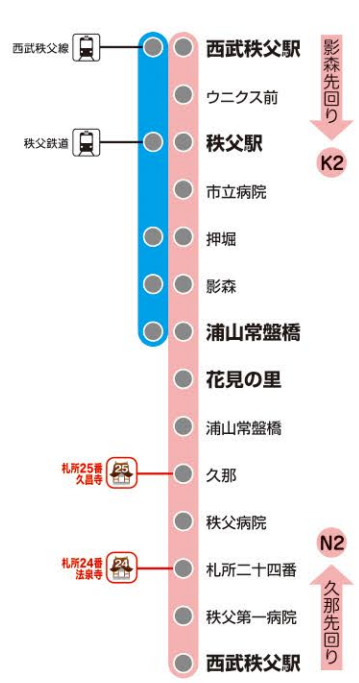 西武秩父線
西武秩父駅
影森先回り
ウニクス前
秩父鉄道
秩父駅
K2
市立病院
押堀
影森
浦山常盤橋
花見の里
浦山常盤橋
札所25番
久昌寺
25
久那
秩父病院
N2
札所24番
法泉寺
24
札所二十四番
久那先回り
秩父第一病院
西武秩父駅